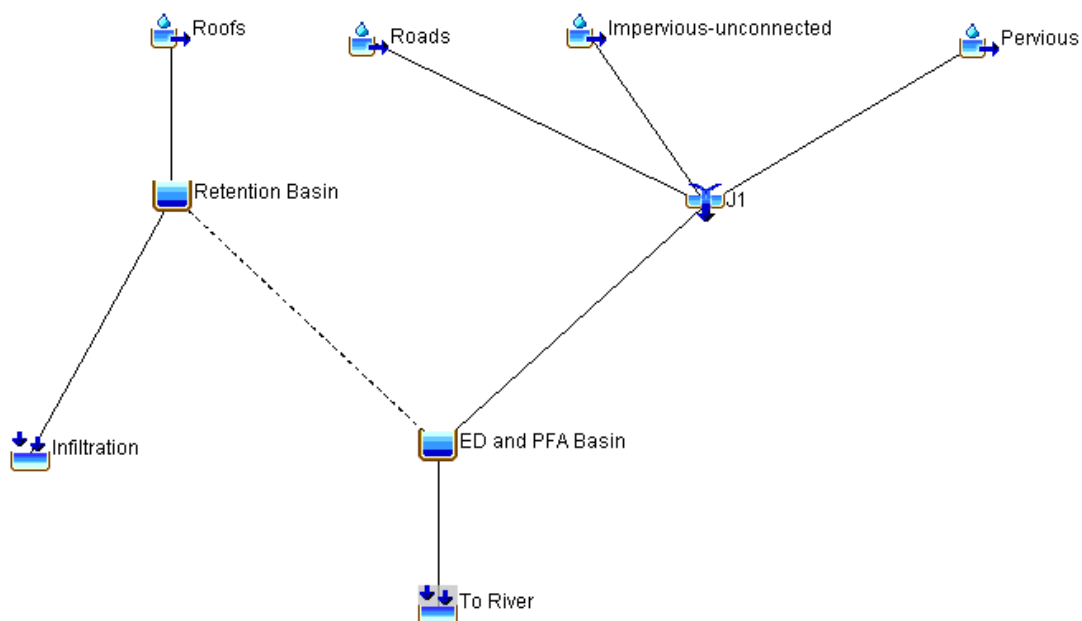 Roofs
Roads
Impervious-unconnected
Pervious
Retention Basin
J1
Infiltration
ED and PFA Basin
To River